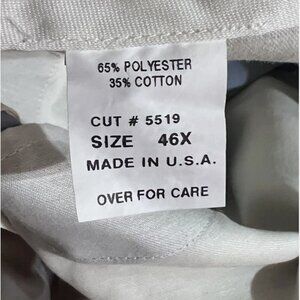 65% POLYESTER
35% COTTON
CUT # 5519
SIZE 46X
MADE IN U.S.A.
OVER FOR CARE